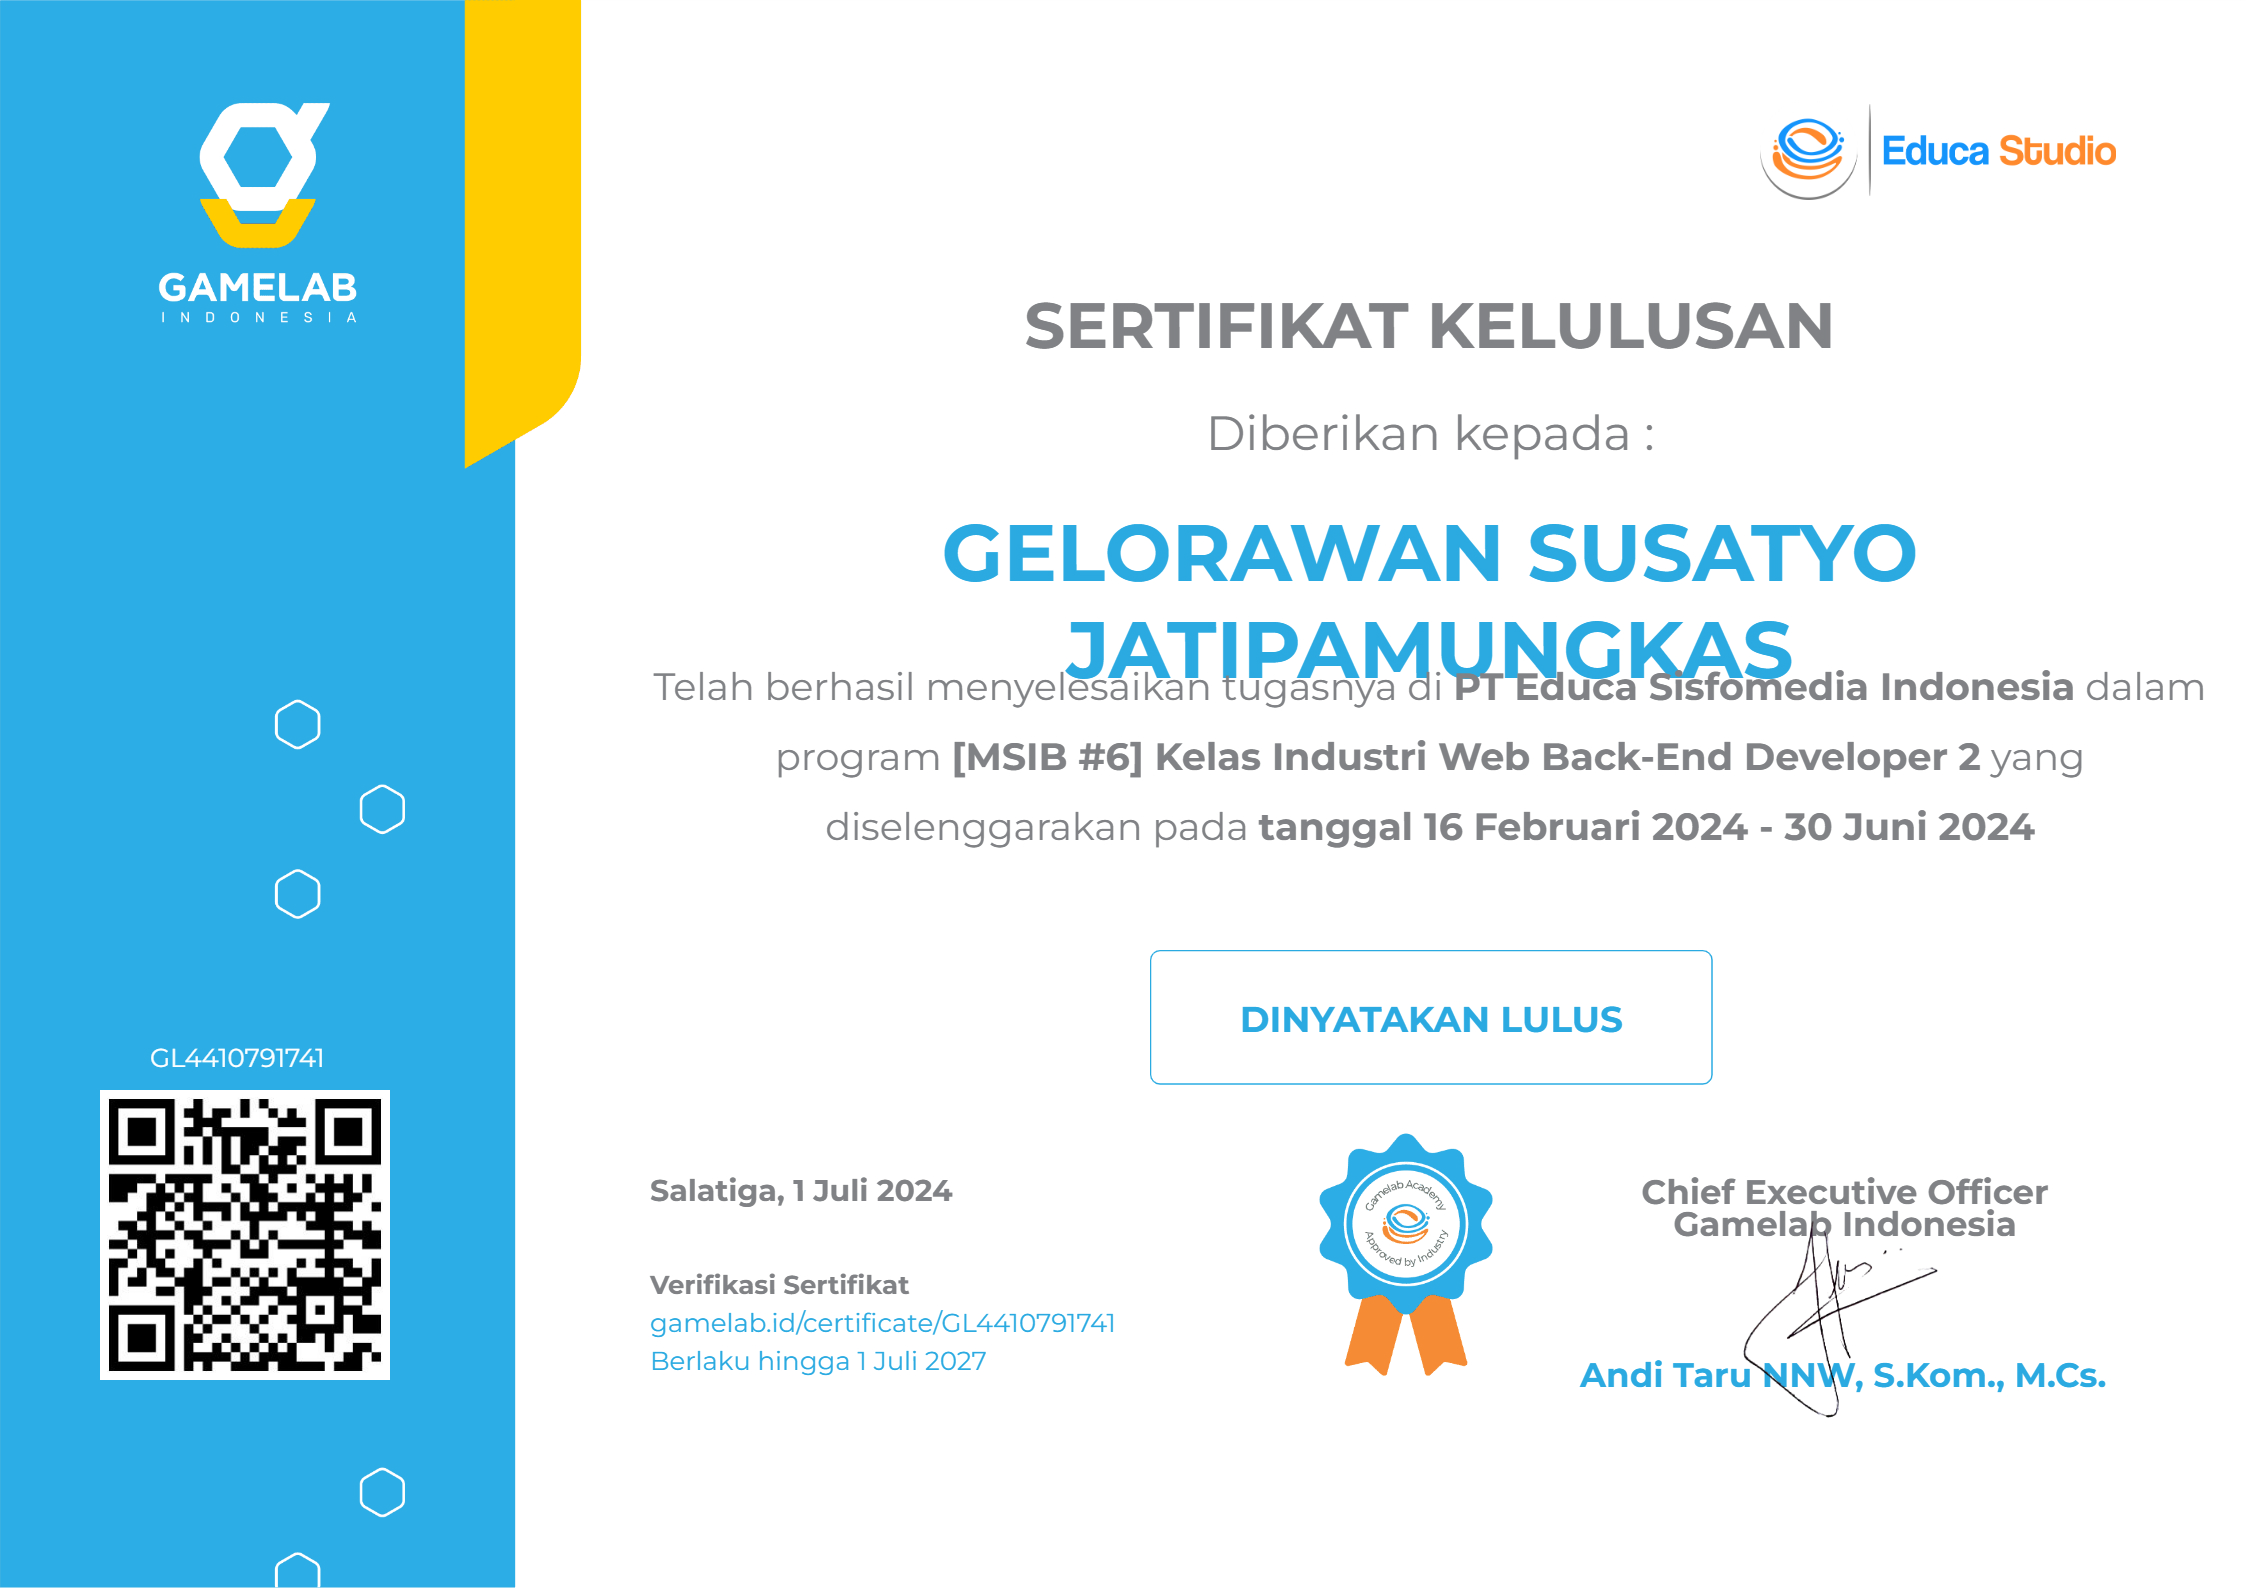 GAMELAB
INDONESIA
Educa Studio
SERTIFIKAT KELULUSAN
Diberikan kepada :
GELORAWAN SUSATYO
JATIPAMUNGKAS
Telah berhasil menyelesaikan tugasnya di PT Educa Sisfomedia Indonesia dalam
program [MSIB #6] Kelas Industri Web Back-End Developer 2 yang
diselenggarakan pada tanggal 16 Februari 2024 - 30 Juni 2024
DINYATAKAN LULUS
GL4410791741
Salatiga, 1 Juli 2024
Verifikasi Sertifikat
gamelab.id/certificate/GL4410791741
Berlaku hingga 1 Juli 2027
Gamelab Academy
Approved by Industry
Chief Executive Officer
Gamelab Indonesia
Andi Taru NNW, S.Kom., M.Cs.